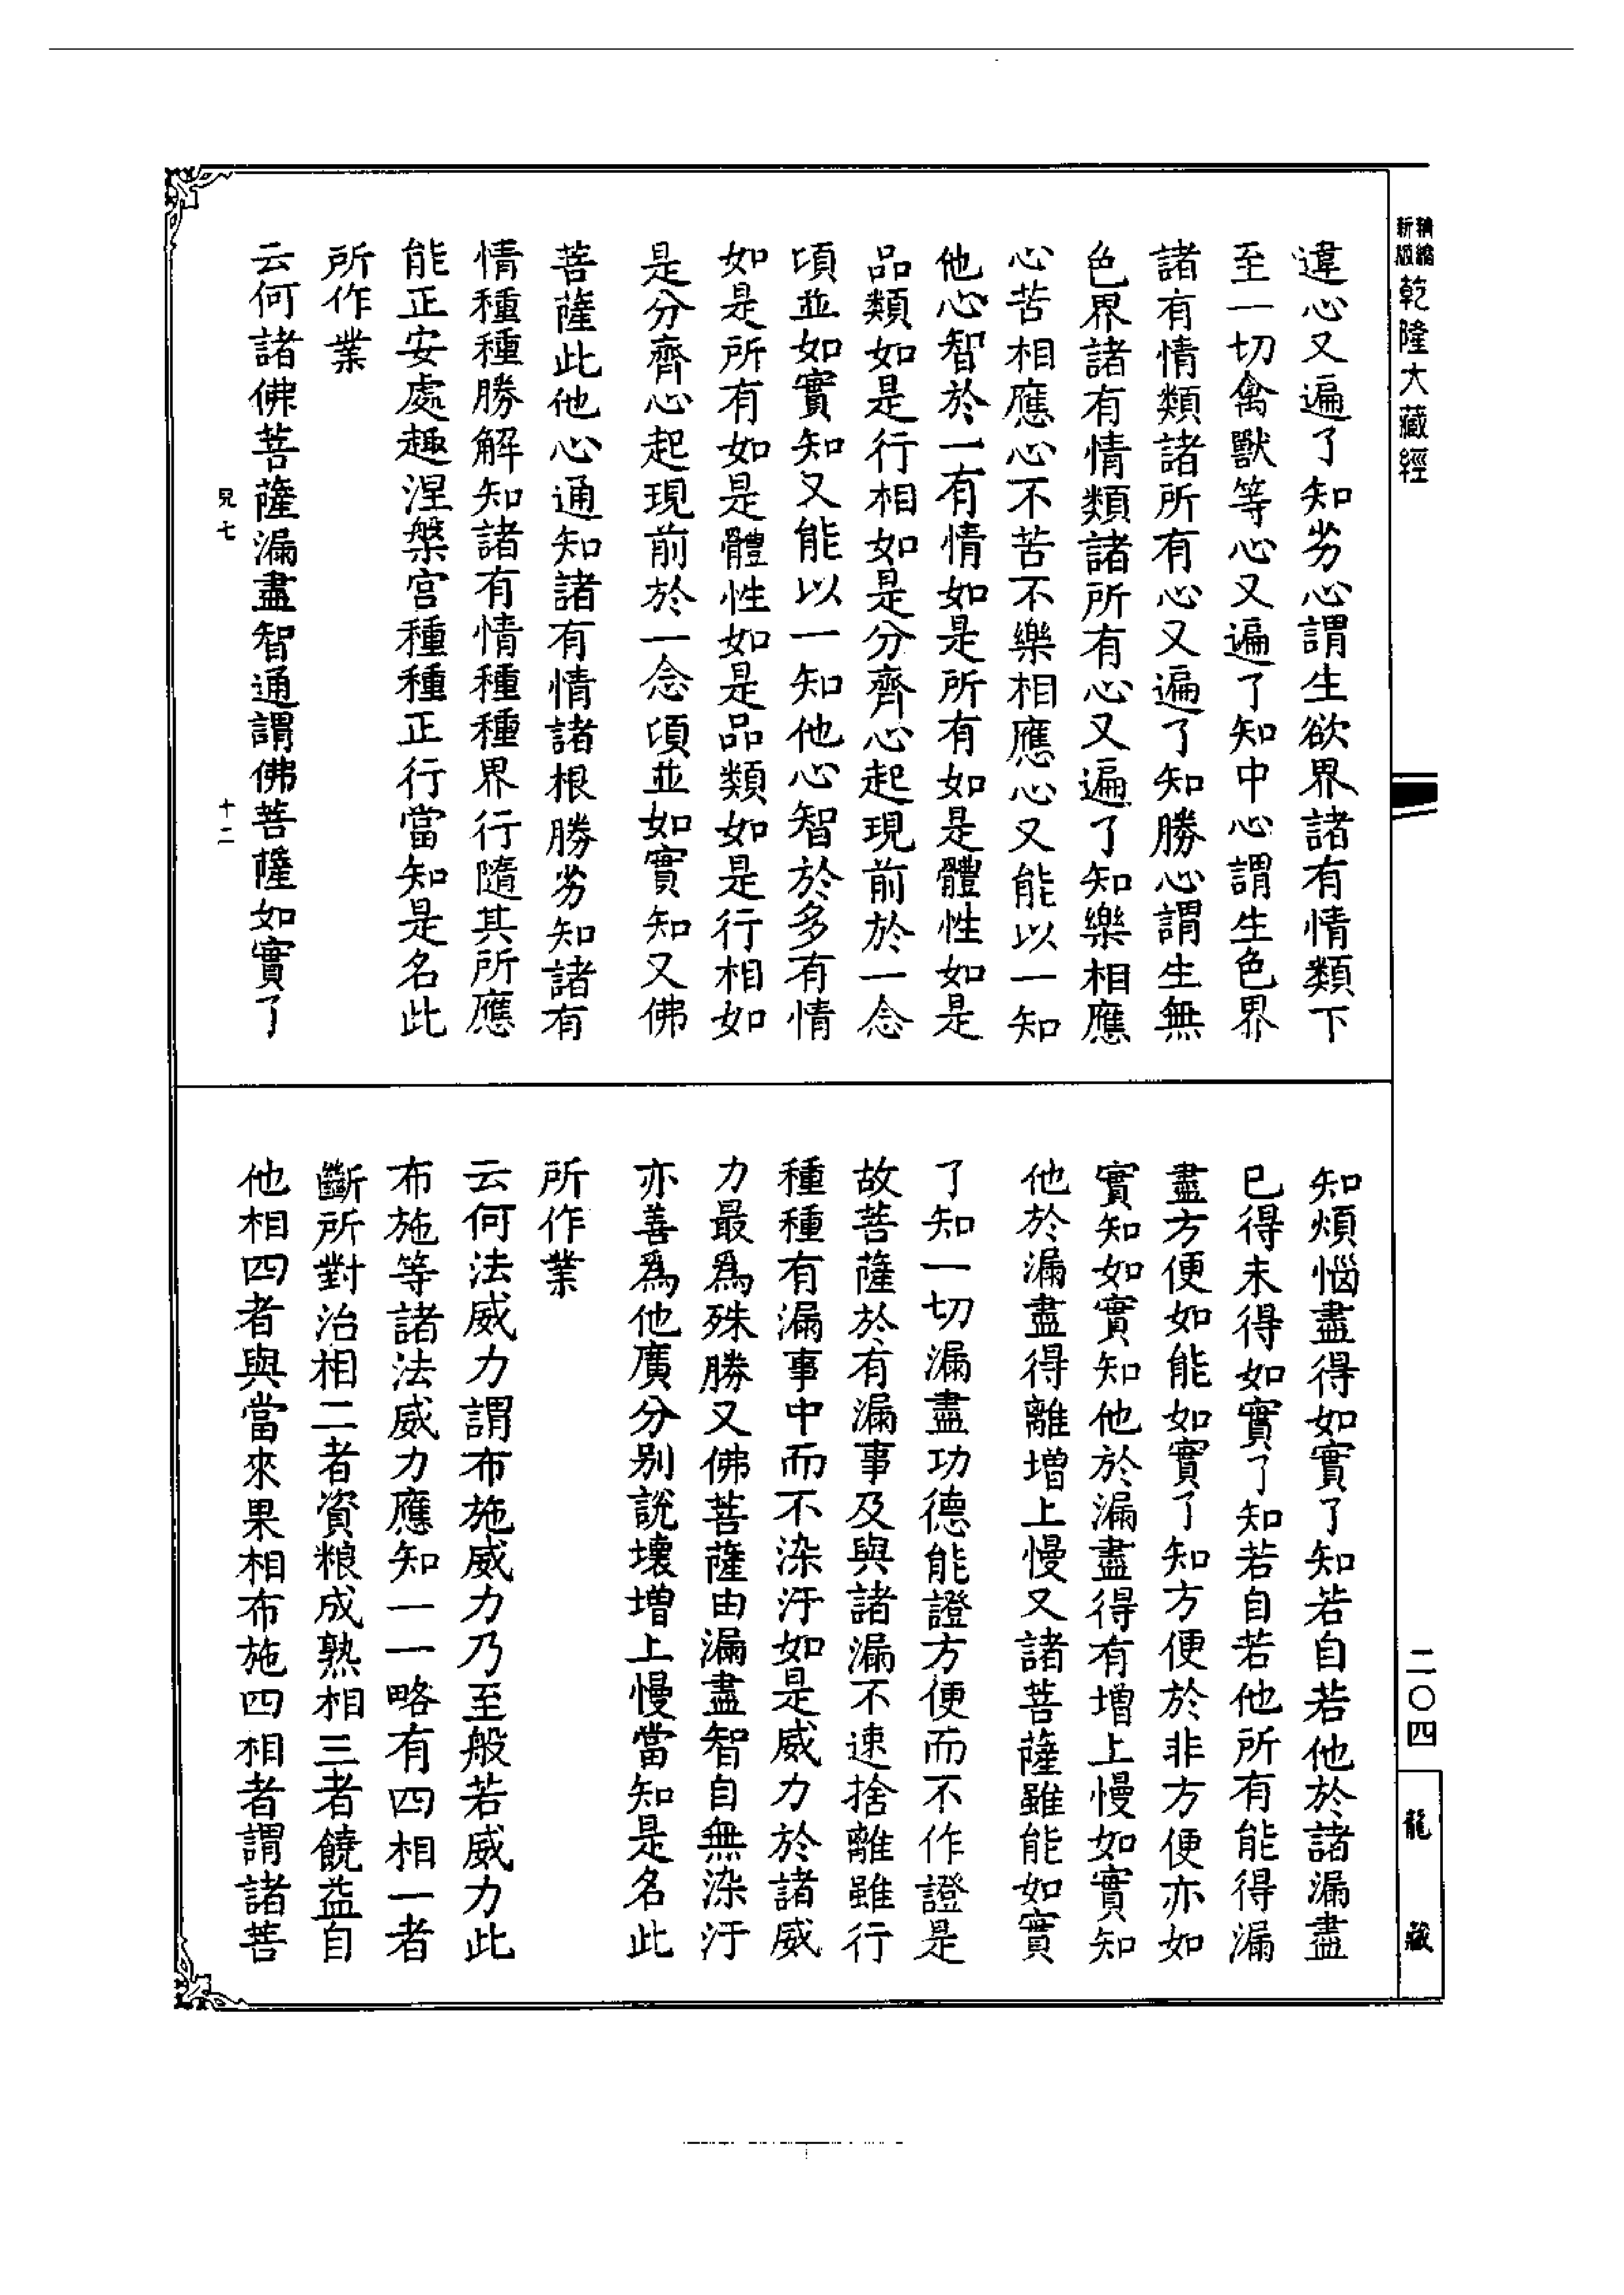 精縮新版乾隆大藏經
違心又遍了知劣心謂生欲界諸有情類下
至一切禽獸等心又遍了知中心謂生色界
諸有情類諸所有心又遍了知勝心謂生無
色界諸有情類諸所有心又遍了知樂相應
心苦相應心不苦不樂相應心又能以一知
他心智於一有情如是所有如是體性如是
品類如是行相如是分齊心起現前於一念
頃並如實知又能以一知他心智於多有情
如是所有如是體性如是品類如是行相如
是分齊心起現前於一念頃並如實知又佛
菩薩此他心通知諸有情諸根勝劣知諸有
情種種勝解知諸有情種種界行隨其所應
能正安處趣涅槃宮種種正行當知是名此
所作業
云何諸佛菩薩漏盡智通謂佛菩薩如實了
見七 十二
知煩惱盡得如實了知若自若他於諸漏盡
已得未得如實了知若自若他所有能得漏
盡方便如能如實了知方便於非方便亦如
實知如實知他於漏盡得有增上慢如實知
他於漏盡得離增上慢又諸菩薩雖能如實
了知一切漏盡功德能證方便而不作證是
故菩薩於有漏事及與諸漏不速捨離雖行
種種有漏事中而不染汙如是威力於諸威
力最為殊勝又佛菩薩由漏盡智自無染汙
亦善為他廣分別說壞增上慢當知是名此
所作業
云何法威力謂布施威力乃至般若威力此
布施等諸法威力應知一一略有四相一者
斷所對治相二者資粮成熟相三者饒益自
他相四者與當來果相布施四相者謂諸菩
二〇四
龍藏